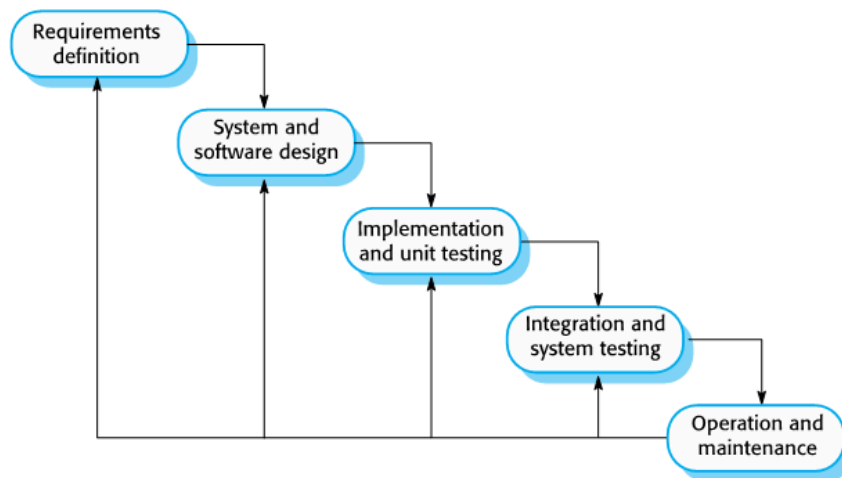 Requirements
definition
System and
software design
Implementation
and unit testing
Integration and
system testing
Operation and
maintenance